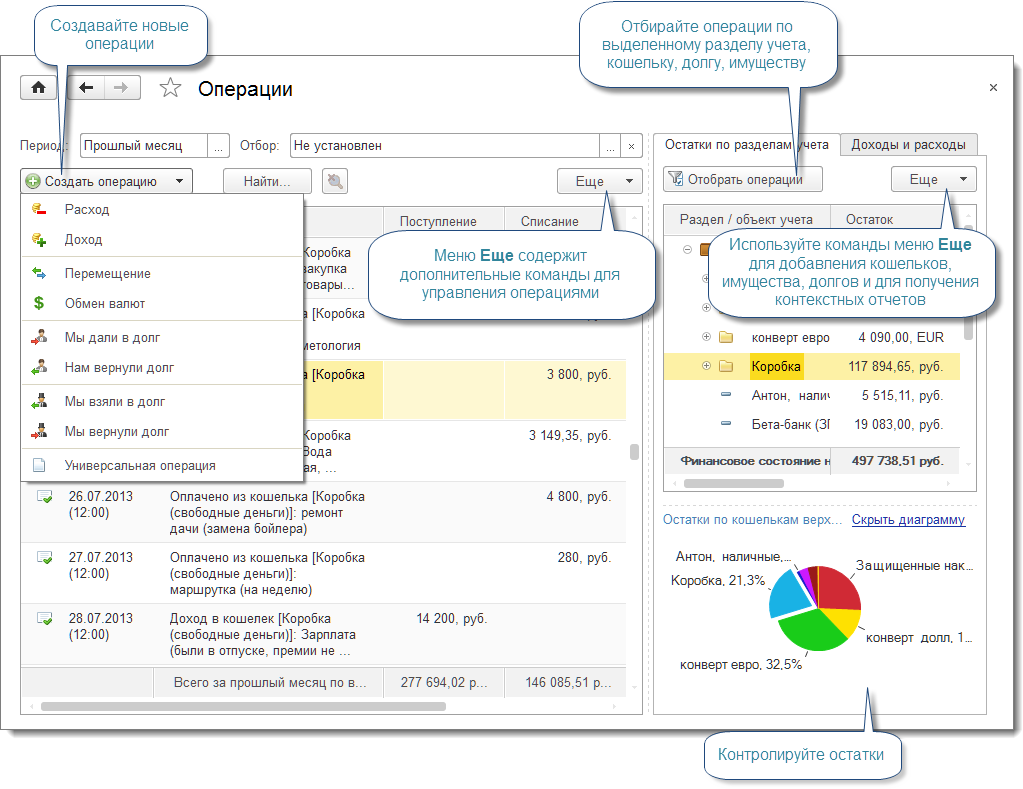 Создавайте новые
операции
Отбирайте операции по
выделенному разделу учета,
кошельку, долгу, имуществу
Операции
×
Период:
Прошлый месяц
...
Отбор:
Не установлен
...
×
Создать операцию
Найти...
Еще
Расход
Доход
Перемещение
Обмен валют
Мы дали в долг
Нам вернули долг
Мы взяли в долг
Мы вернули долг
Универсальная операция
Поступление
Списание
Меню Еще содержит
дополнительные команды для
управления операциями
[Коробка
3 800, руб.
3 149,35, руб.
26.07.2013
(12:00)
Оплачено из кошелька [Коробка
(свободные деньги)]: ремонт
дачи (замена бойлера)
4 800, руб.
27.07.2013
(12:00)
Оплачено из кошелька [Коробка
(свободные деньги)]:
маршрутка (на неделю)
280, руб.
28.07.2013
(12:00)
Доход в кошелек [Коробка
(свободные деньги)]: Зарплата
(были в отпуске, премии не ...
14 200, руб.
Всего за прошлый месяц по в...
277 694,02 р...
146 085,51 р...
Остатки по разделам учета
Доходы и расходы
Отобрать операции
Еще
Раздел / объект учета
Остаток
Используйте команды меню Еще
для добавления кошельков,
имущества, долгов и для получения
контекстных отчетов
конверт евро
4 090,00, EUR
Коробка
117 894,65, руб.
Антон, налич
5 515,11, руб.
Бета-банк (ЗГ
19 083,00, руб.
Финансовое состояние н
497 738,51 руб.
Остатки по кошелькам верх...
Скрыть диаграмму
Антон, наличные,...
Защищенные нак...
Коробка, 21,3%
конверт долл, 1...
конверт евро, 32,5%
Контролируйте остатки